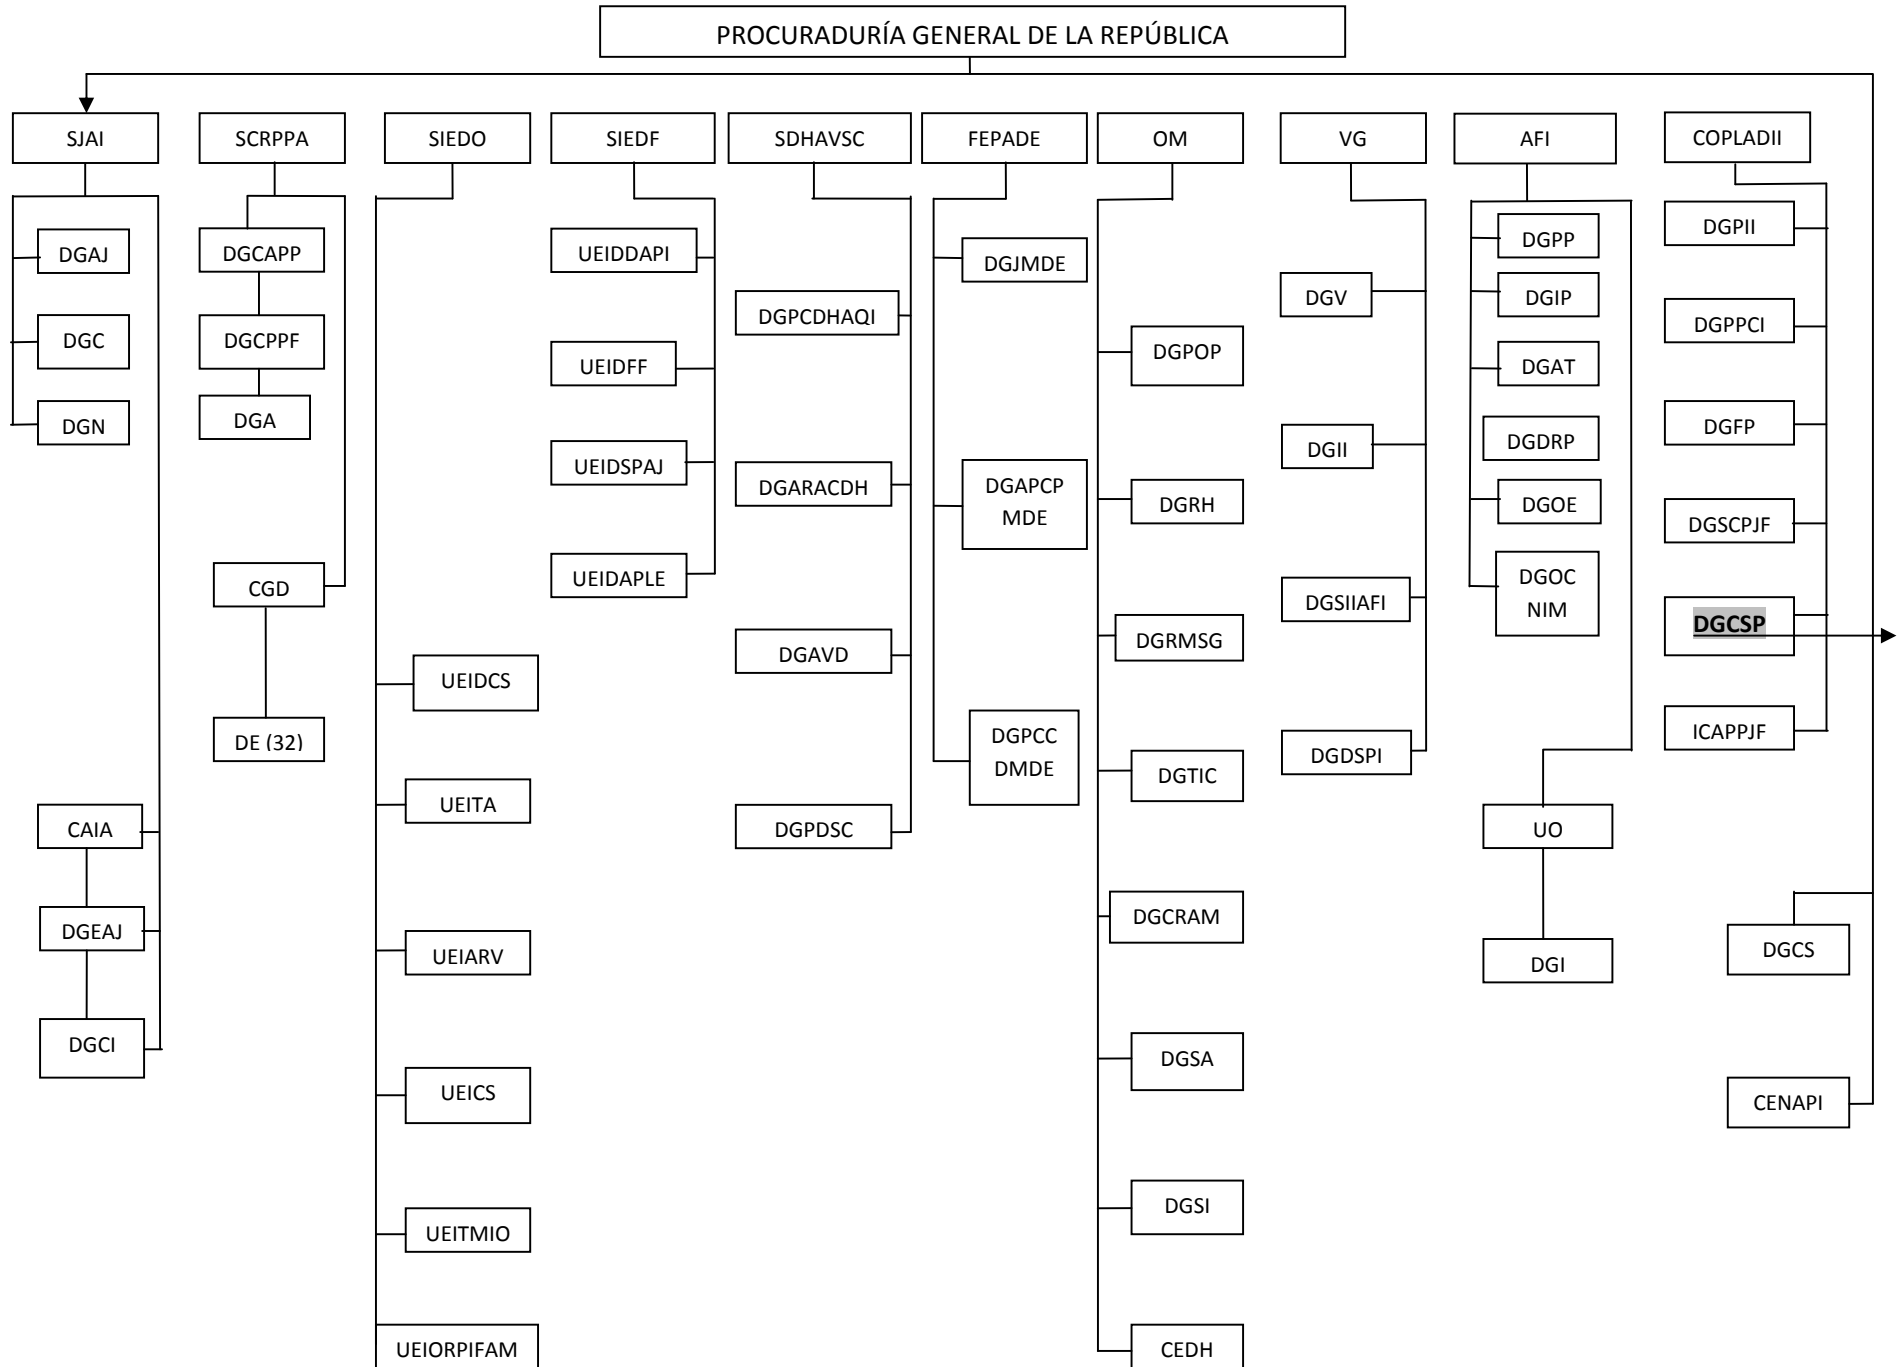 PROCURADURÍA GENERAL DE LA REPÚBLICA
SJAI
SCRPPA
SIEDO
SIEDF
SDHAVSC
FEPADE
OM
VG
AFI
COPLADII
DGAJ
DGC
DGN
CAIA
DGEAJ
DGCI
DGCAPP
DGCPPF
DGA
CGD
DE (32)
UEIDCS
UEITA
UEIARV
UEICS
UEITMIO
UEIORPIFAM
UEIDDAPI
UEIDFF
UEIDSPAJ
UEIDAPLE
DGPCDHAQI
DGARACDH
DGAVD
DGPDSC
DGJMDE
DGAPCP
MDE
DGPCC
DMDE
DGPOP
DGRH
DGRMSG
DGTIC
DGCRAM
DGSA
DGSI
CEDH
DGV
DGII
DGSIIAFI
DGDSPI
DGPP
DGIP
DGAT
DGDRP
DGOE
DGOC
NIM
UO
DGI
DGPII
DGPPCI
DGFP
DGSCPJF
DGCSP
ICAPPJF
DGCS
CENAPI